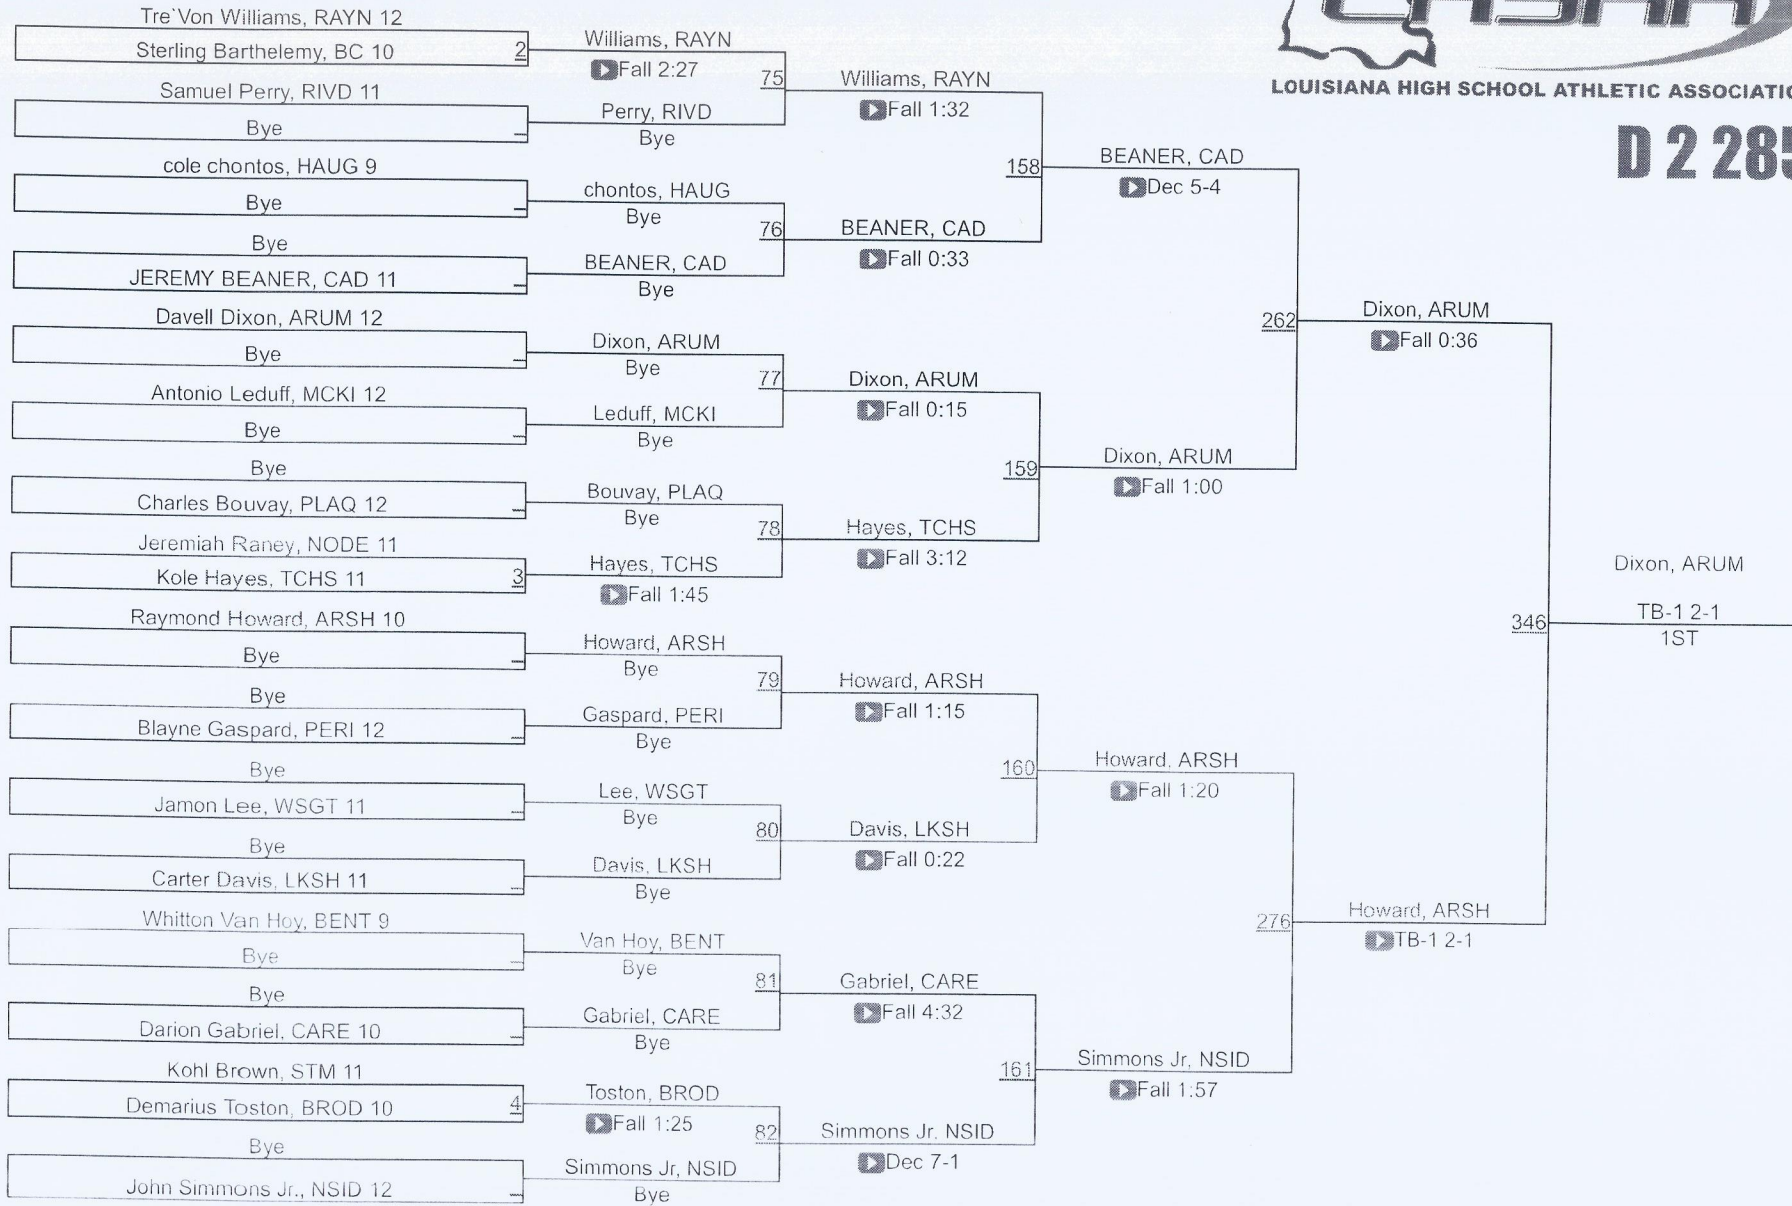 LHSAA
LOUISIANA HIGH SCHOOL ATHLETIC ASSOCIATIO
D 2 285
Tre`Von Williams, RAYN 12
Sterling Barthelemy, BC 10 2
Samuel Perry, RIVD 11
Bye
cole chontos, HAUG 9
Bye
Bye
JEREMY BEANER, CAD 11
Davell Dixon, ARUM 12
Bye
Antonio Leduff, MCKI 12
Bye
Bye
Charles Bouvay, PLAQ 12
Jeremiah Raney, NODE 11
Kole Hayes, TCHS 11 3
Raymond Howard, ARSH 10
Bye
Bye
Blayne Gaspard, PERI 12
Bye
Jamon Lee, WSGT 11
Bye
Carter Davis, LKSH 11
Whitton Van Hoy, BENT 9
Bye
Bye
Darion Gabriel, CARE 10
Kohl Brown, STM 11
Demarius Toston, BROD 10 4
Bye
John Simmons Jr., NSID 12
Williams, RAYN
Fall 2:27
75
Perry, RIVD
Bye
chontos, HAUG
Bye
76
BEANER, CAD
Bye
Dixon, ARUM
Bye
77
Leduff, MCKI
Bye
Bouvay, PLAQ
Bye
78
Hayes, TCHS
Fall 1:45
Howard, ARSH
Bye
79
Gaspard, PERI
Bye
Lee, WSGT
Bye
80
Davis, LKSH
Bye
Van Hoy, BENT
Bye
81
Gabriel, CARE
Bye
Toston, BROD
Fall 1:25
82
Simmons Jr, NSID
Bye
Williams, RAYN
Fall 1:32
158
BEANER, CAD
Fall 0:33
Dixon, ARUM
Fall 0:15
159
Hayes, TCHS
Fall 3:12
Howard, ARSH
Fall 1:15
160
Davis, LKSH
Fall 0:22
Gabriel, CARE
Fall 4:32
161
Simmons Jr. NSID
Dec 7-1
BEANER, CAD
Dec 5-4
262
Dixon, ARUM
Fall 1:00
Howard, ARSH
Fall 1:20
276
Simmons Jr, NSID
Fall 1:57
Dixon, ARUM
Fall 0:36
346
Howard, ARSH
TB-1 2-1
Dixon, ARUM
TB-1 2-1
1ST